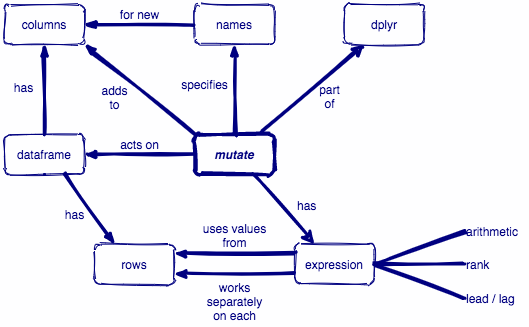 columns
for new
names
dplyr
has
adds
to
specifies
part
of
dataframe
acts on
mutate
has
has
uses values
from
rows
works
separately
on each
expression
arithmetic
rank
lead / lag